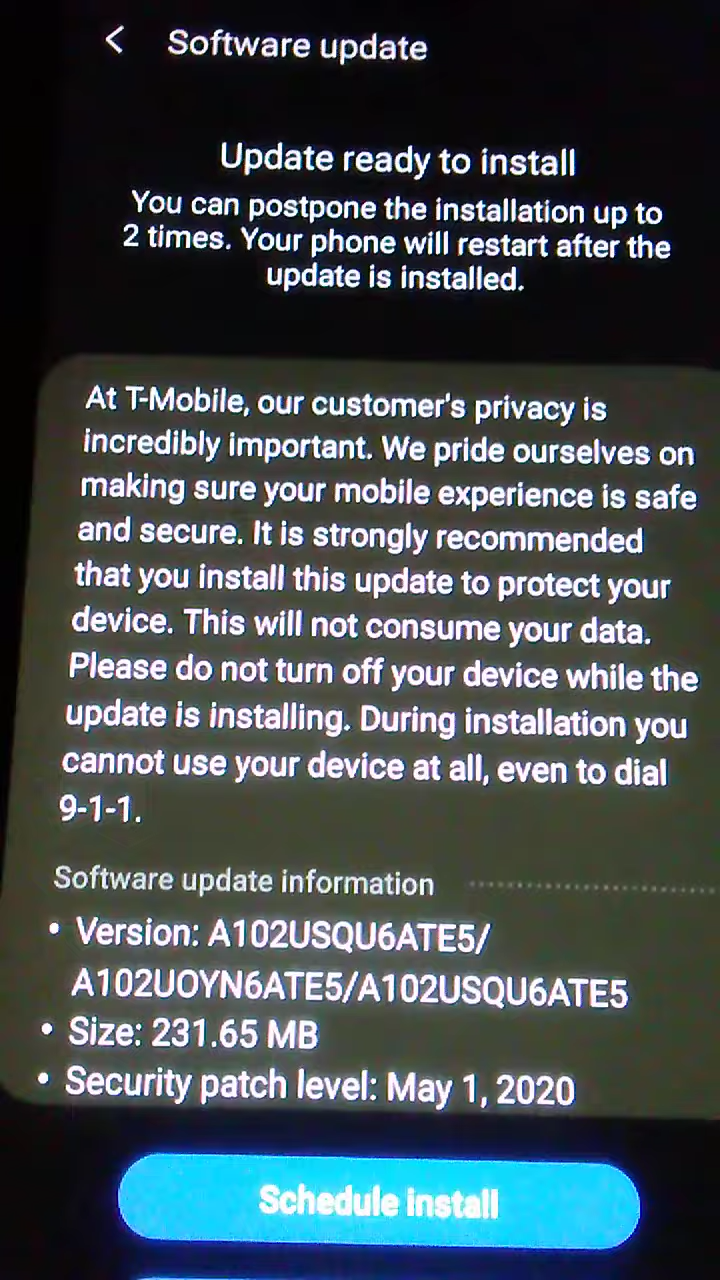 Software update
Update ready to install
You can postpone the installation up to
2 times. Your phone will restart after the
update is installed.
At T-Mobile, our customer's privacy is
incredibly important. We pride ourselves on
making sure your mobile experience is safe
and secure. It is strongly recommended
that you install this update to protect your
device. This will not consume your data.
Please do not turn off your device while the
update is installing. During installation you
cannot use your device at all, even to dial
9-1-1.
Software update information
• Version: A102USQU6ATE5/
A102UOYN6ATE5/A102USQU6ATE5
• Size: 231.65 MB
• Security patch level: May 1, 2020
Schedule install